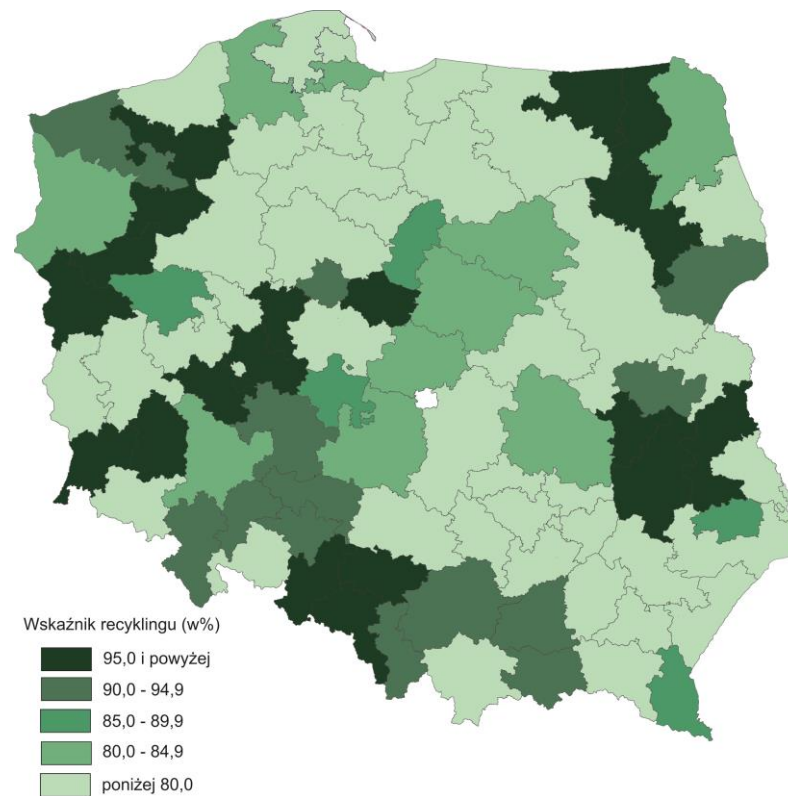 Wskaźnik recyklingu (w%)
95,0 i powyżej
90,0 - 94,9
85,0 - 89,9
80,0 - 84,9
poniżej 80,0